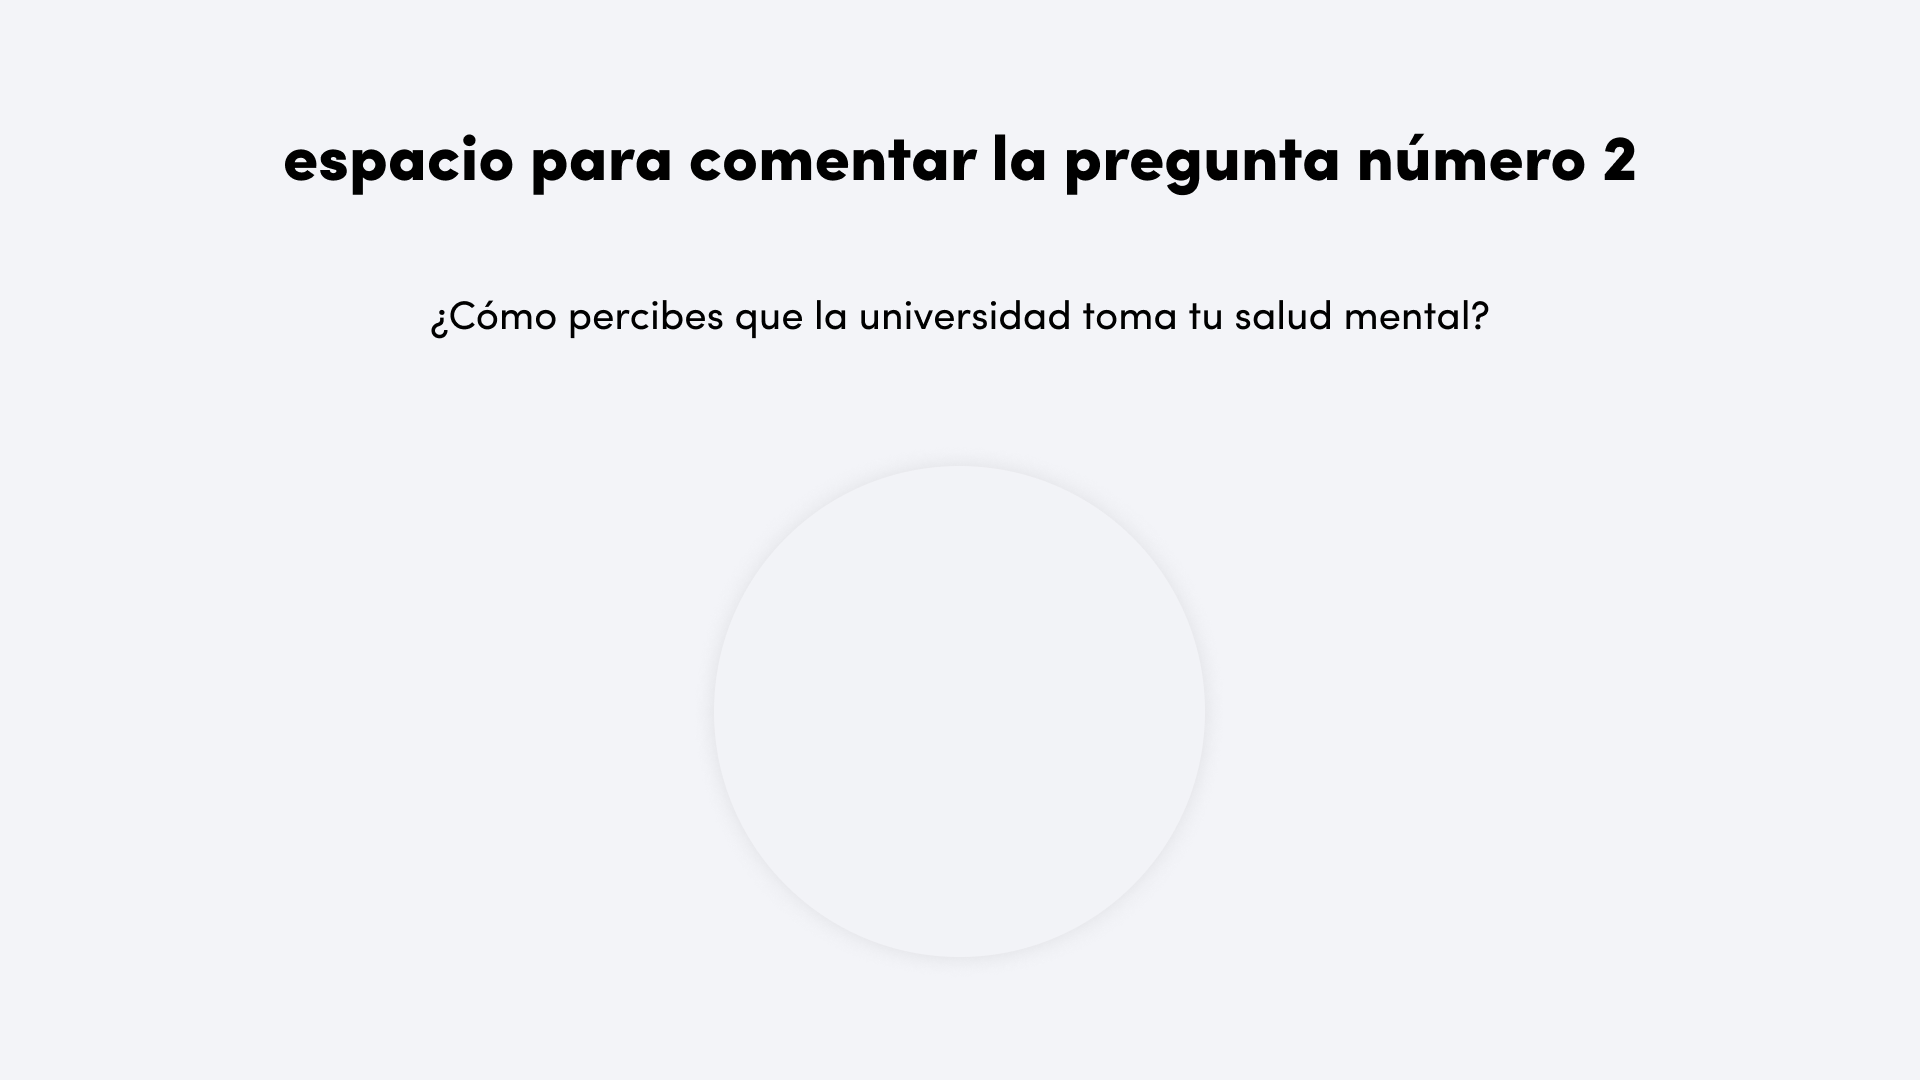 espacio para comentar la pregunta número 2
¿Cómo percibes que la universidad toma tu salud mental?